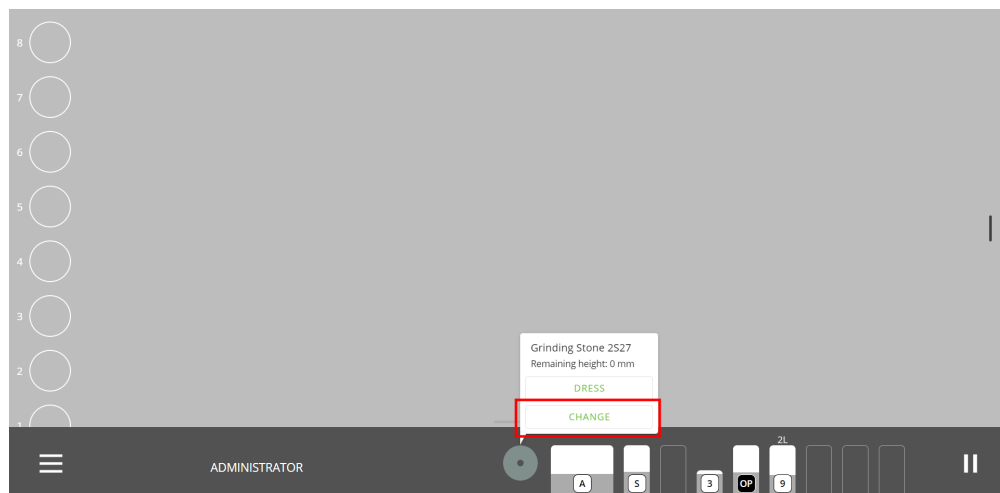 8
7
6
5
4
3
2
1
Grinding Stone 2S27
Remaining height: 0 mm
DRESS
CHANGE
ADMINISTRATOR
2L
A
S
3
OP
9